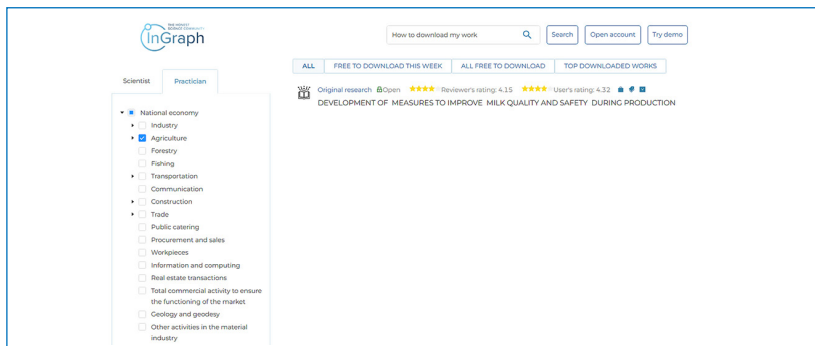 THE HONEST
SCIENCE COMMUNITY
inGraph
How to download my work
Search
Open account
Try demo
ALL
FREE TO DOWNLOAD THIS WEEK
ALL FREE TO DOWNLOAD
TOP DOWNLOADED WORKS
Scientist
Practician
Original research
Open
Reviewer's rating: 4.15
User's rating: 4.32
DEVELOPMENT OF MEASURES TO IMPROVE MILK QUALITY AND SAFETY DURING PRODUCTION
National economy
Industry
Agriculture
Forestry
Fishing
Transportation
Communication
Construction
Trade
Public catering
Procurement and sales
Workpieces
Information and computing
Real estate transactions
Total commercial activity to ensure
the functioning of the market
Geology and geodesy
Other activities in the material
industry